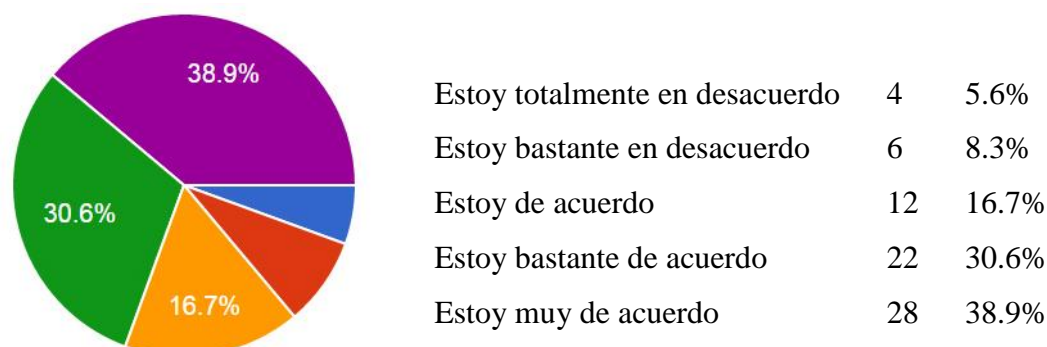 38.9%
30.6%
16.7%
Estoy totalmente en desacuerdo 4 5.6%
Estoy bastante en desacuerdo 6 8.3%
Estoy de acuerdo 12 16.7%
Estoy bastante de acuerdo 22 30.6%
Estoy muy de acuerdo 28 38.9%